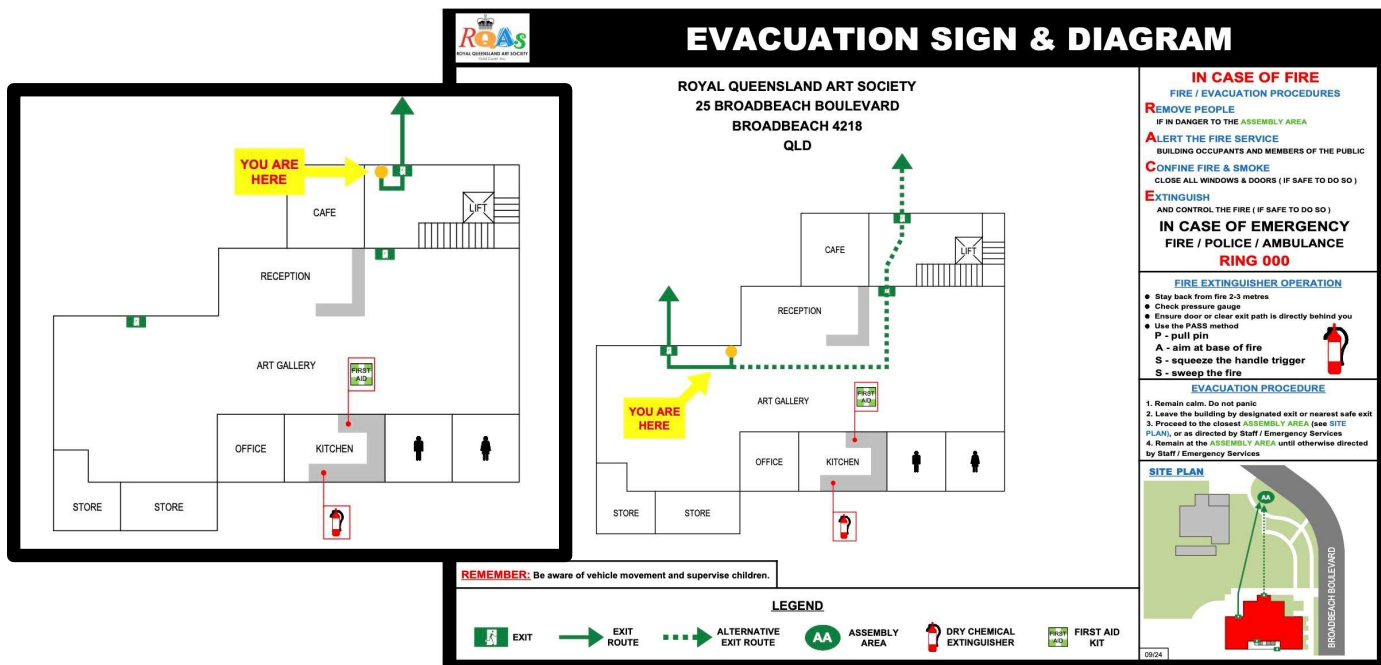 YOU ARE
HERE
CAFE
LIFT
RECEPTION
ART GALLERY
FIRST
AID
OFFICE
KITCHEN
STORE
STORE
RQAS
ROYAL QUEENSLAND ART SOCIETY
EVACUATION SIGN & DIAGRAM
ROYAL QUEENSLAND ART SOCIETY
25 BROADBEACH BOULEVARD
BROADBEACH 4218
QLD
CAFE
LIFT
RECEPTION
ART GALLERY
FIRST
AID
YOU ARE
HERE
OFFICE
KITCHEN
STORE
STORE
REMEMBER: Be aware of vehicle movement and supervise children.
LEGEND
EXIT
EXIT
ROUTE
ALTERNATIVE
EXIT ROUTE
AA
ASSEMBLY
AREA
DRY CHEMICAL
EXTINGUISHER
FIRST
AID
FIRST AID
KIT
IN CASE OF FIRE
FIRE / EVACUATION PROCEDURES
REMOVE PEOPLE
IF IN DANGER TO THE ASSEMBLY AREA
ALERT THE FIRE SERVICE
BUILDING OCCUPANTS AND MEMBERS OF THE PUBLIC
CONFINE FIRE & SMOKE
CLOSE ALL WINDOWS & DOORS ( IF SAFE TO DO SO )
EXTINGUISH
AND CONTROL THE FIRE ( IF SAFE TO DO SO )
IN CASE OF EMERGENCY
FIRE / POLICE / AMBULANCE
RING 000
FIRE EXTINGUISHER OPERATION
● Stay back from fire 2-3 metres
● Check pressure gauge
● Ensure door or clear exit path is directly behind you
● Use the PASS method
P - pull pin
A - aim at base of fire
S - squeeze the handle trigger
S - sweep the fire
EVACUATION PROCEDURE
1. Remain calm. Do not panic
2. Leave the building by designated exit or nearest safe exit
3. Proceed to the closest ASSEMBLY AREA (see SITE
PLAN), or as directed by Staff / Emergency Services
4. Remain at the ASSEMBLY AREA until otherwise directed
by Staff / Emergency Services
SITE PLAN
AA
BROADBEACH BOULEVARD
09/24